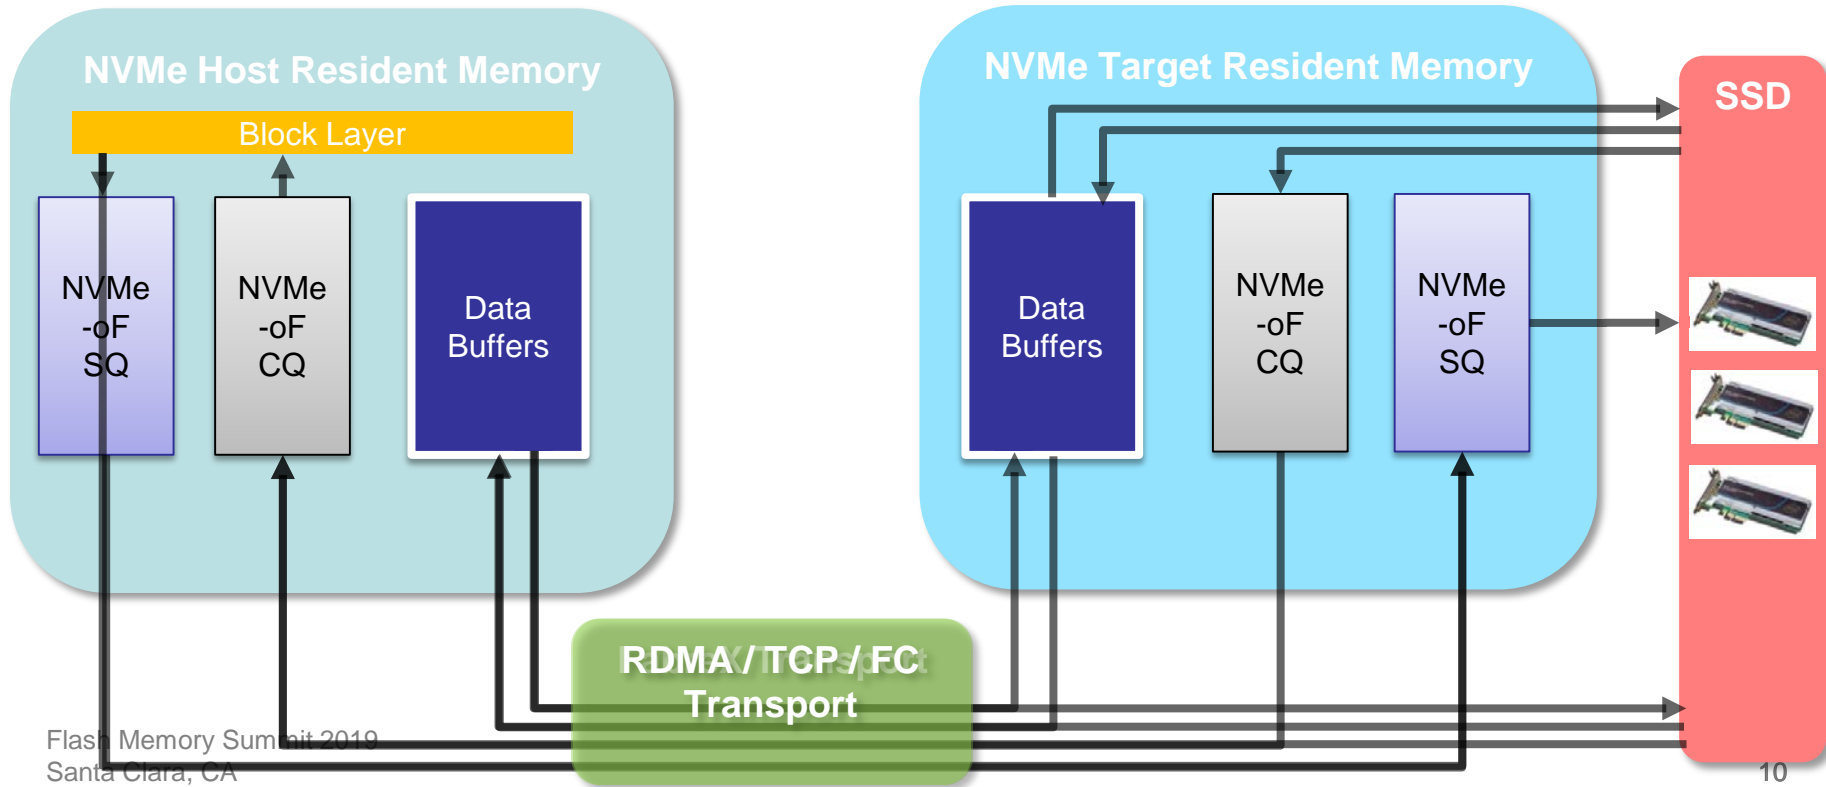 NVMe Host Resident Memory
Block Layer
NVMe
-oF
SQ
NVMe
-oF
CQ
Data
Buffers
NVMe Target Resident Memory
Data
Buffers
NVMe
-oF
CQ
NVMe
-oF
SQ
SSD
RDMA / TCP / FC
Transport
Flash Memory Summit 2019
Santa Clara, CA
10